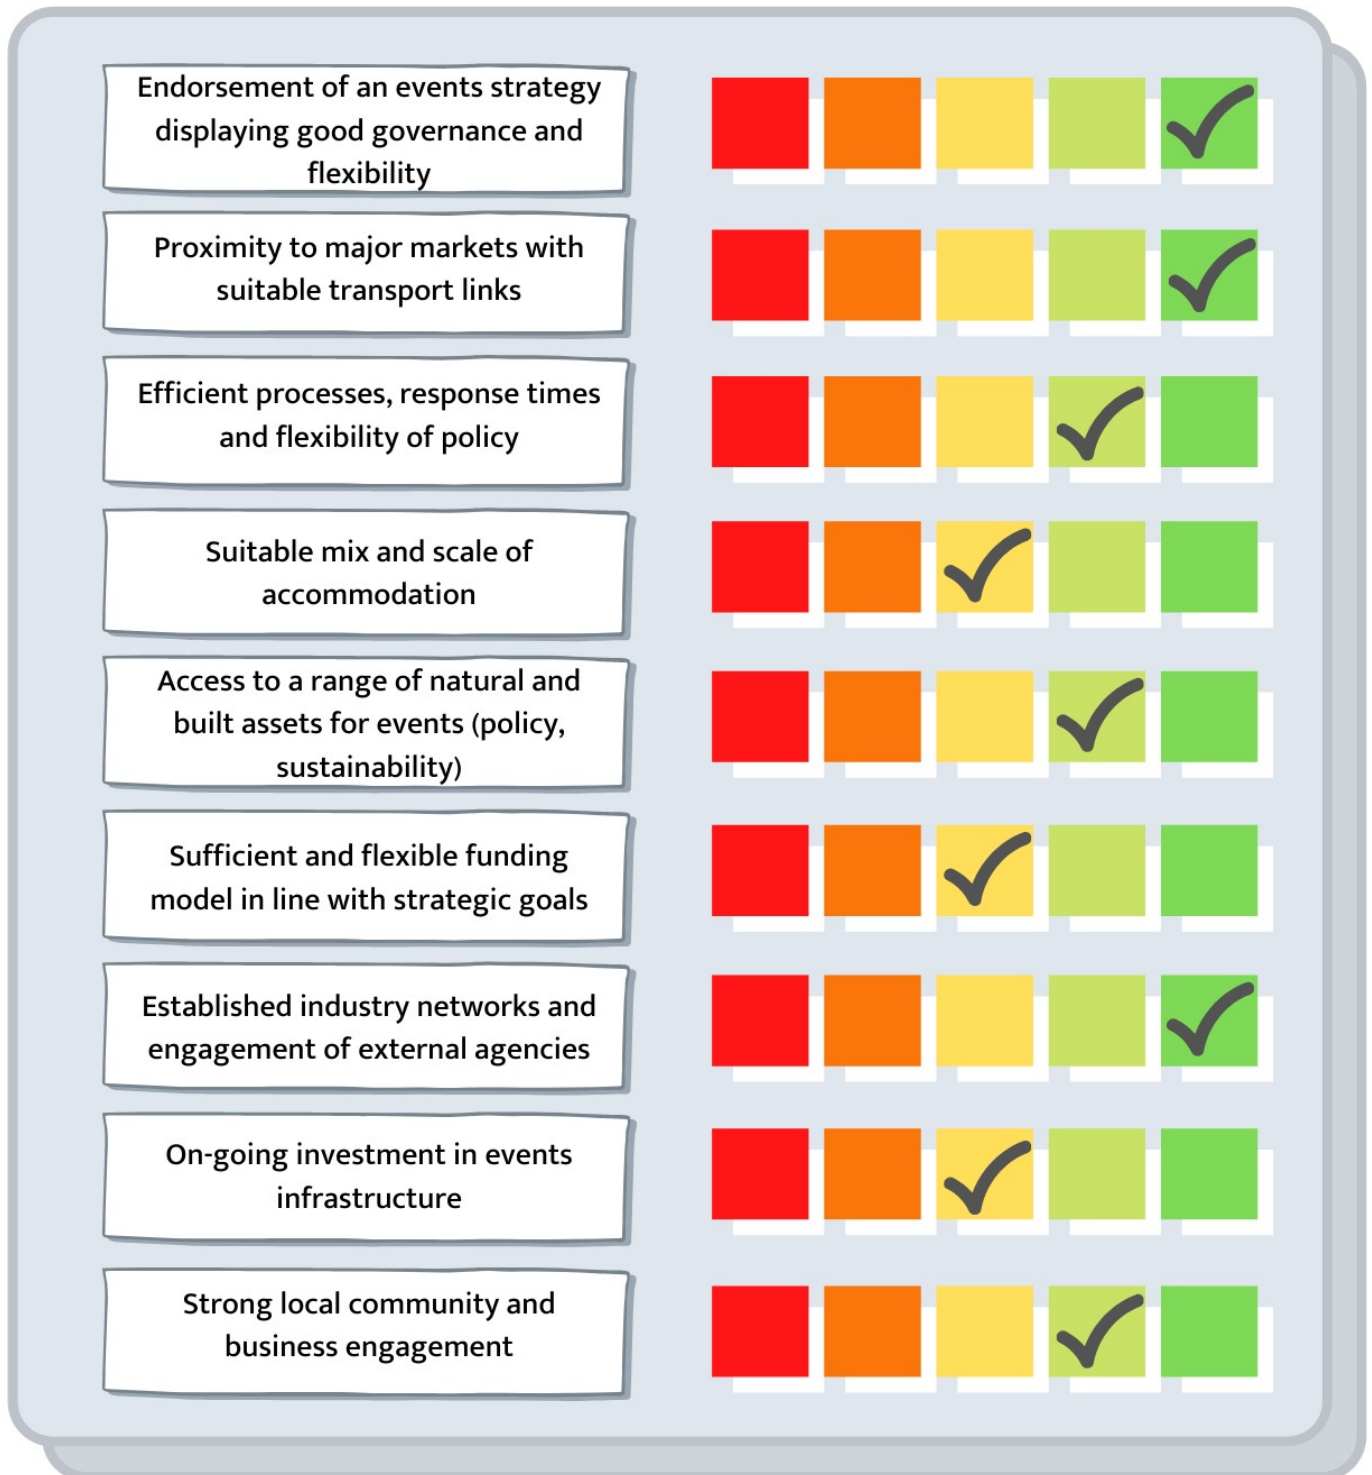 Endorsement of an events strategy
displaying good governance and
flexibility
Proximity to major markets with
suitable transport links
Efficient processes, response times
and flexibility of policy
Suitable mix and scale of
accommodation
Access to a range of natural and
built assets for events (policy,
sustainability)
Sufficient and flexible funding
model in line with strategic goals
Established industry networks and
engagement of external agencies
On-going investment in events
infrastructure
Strong local community and
business engagement